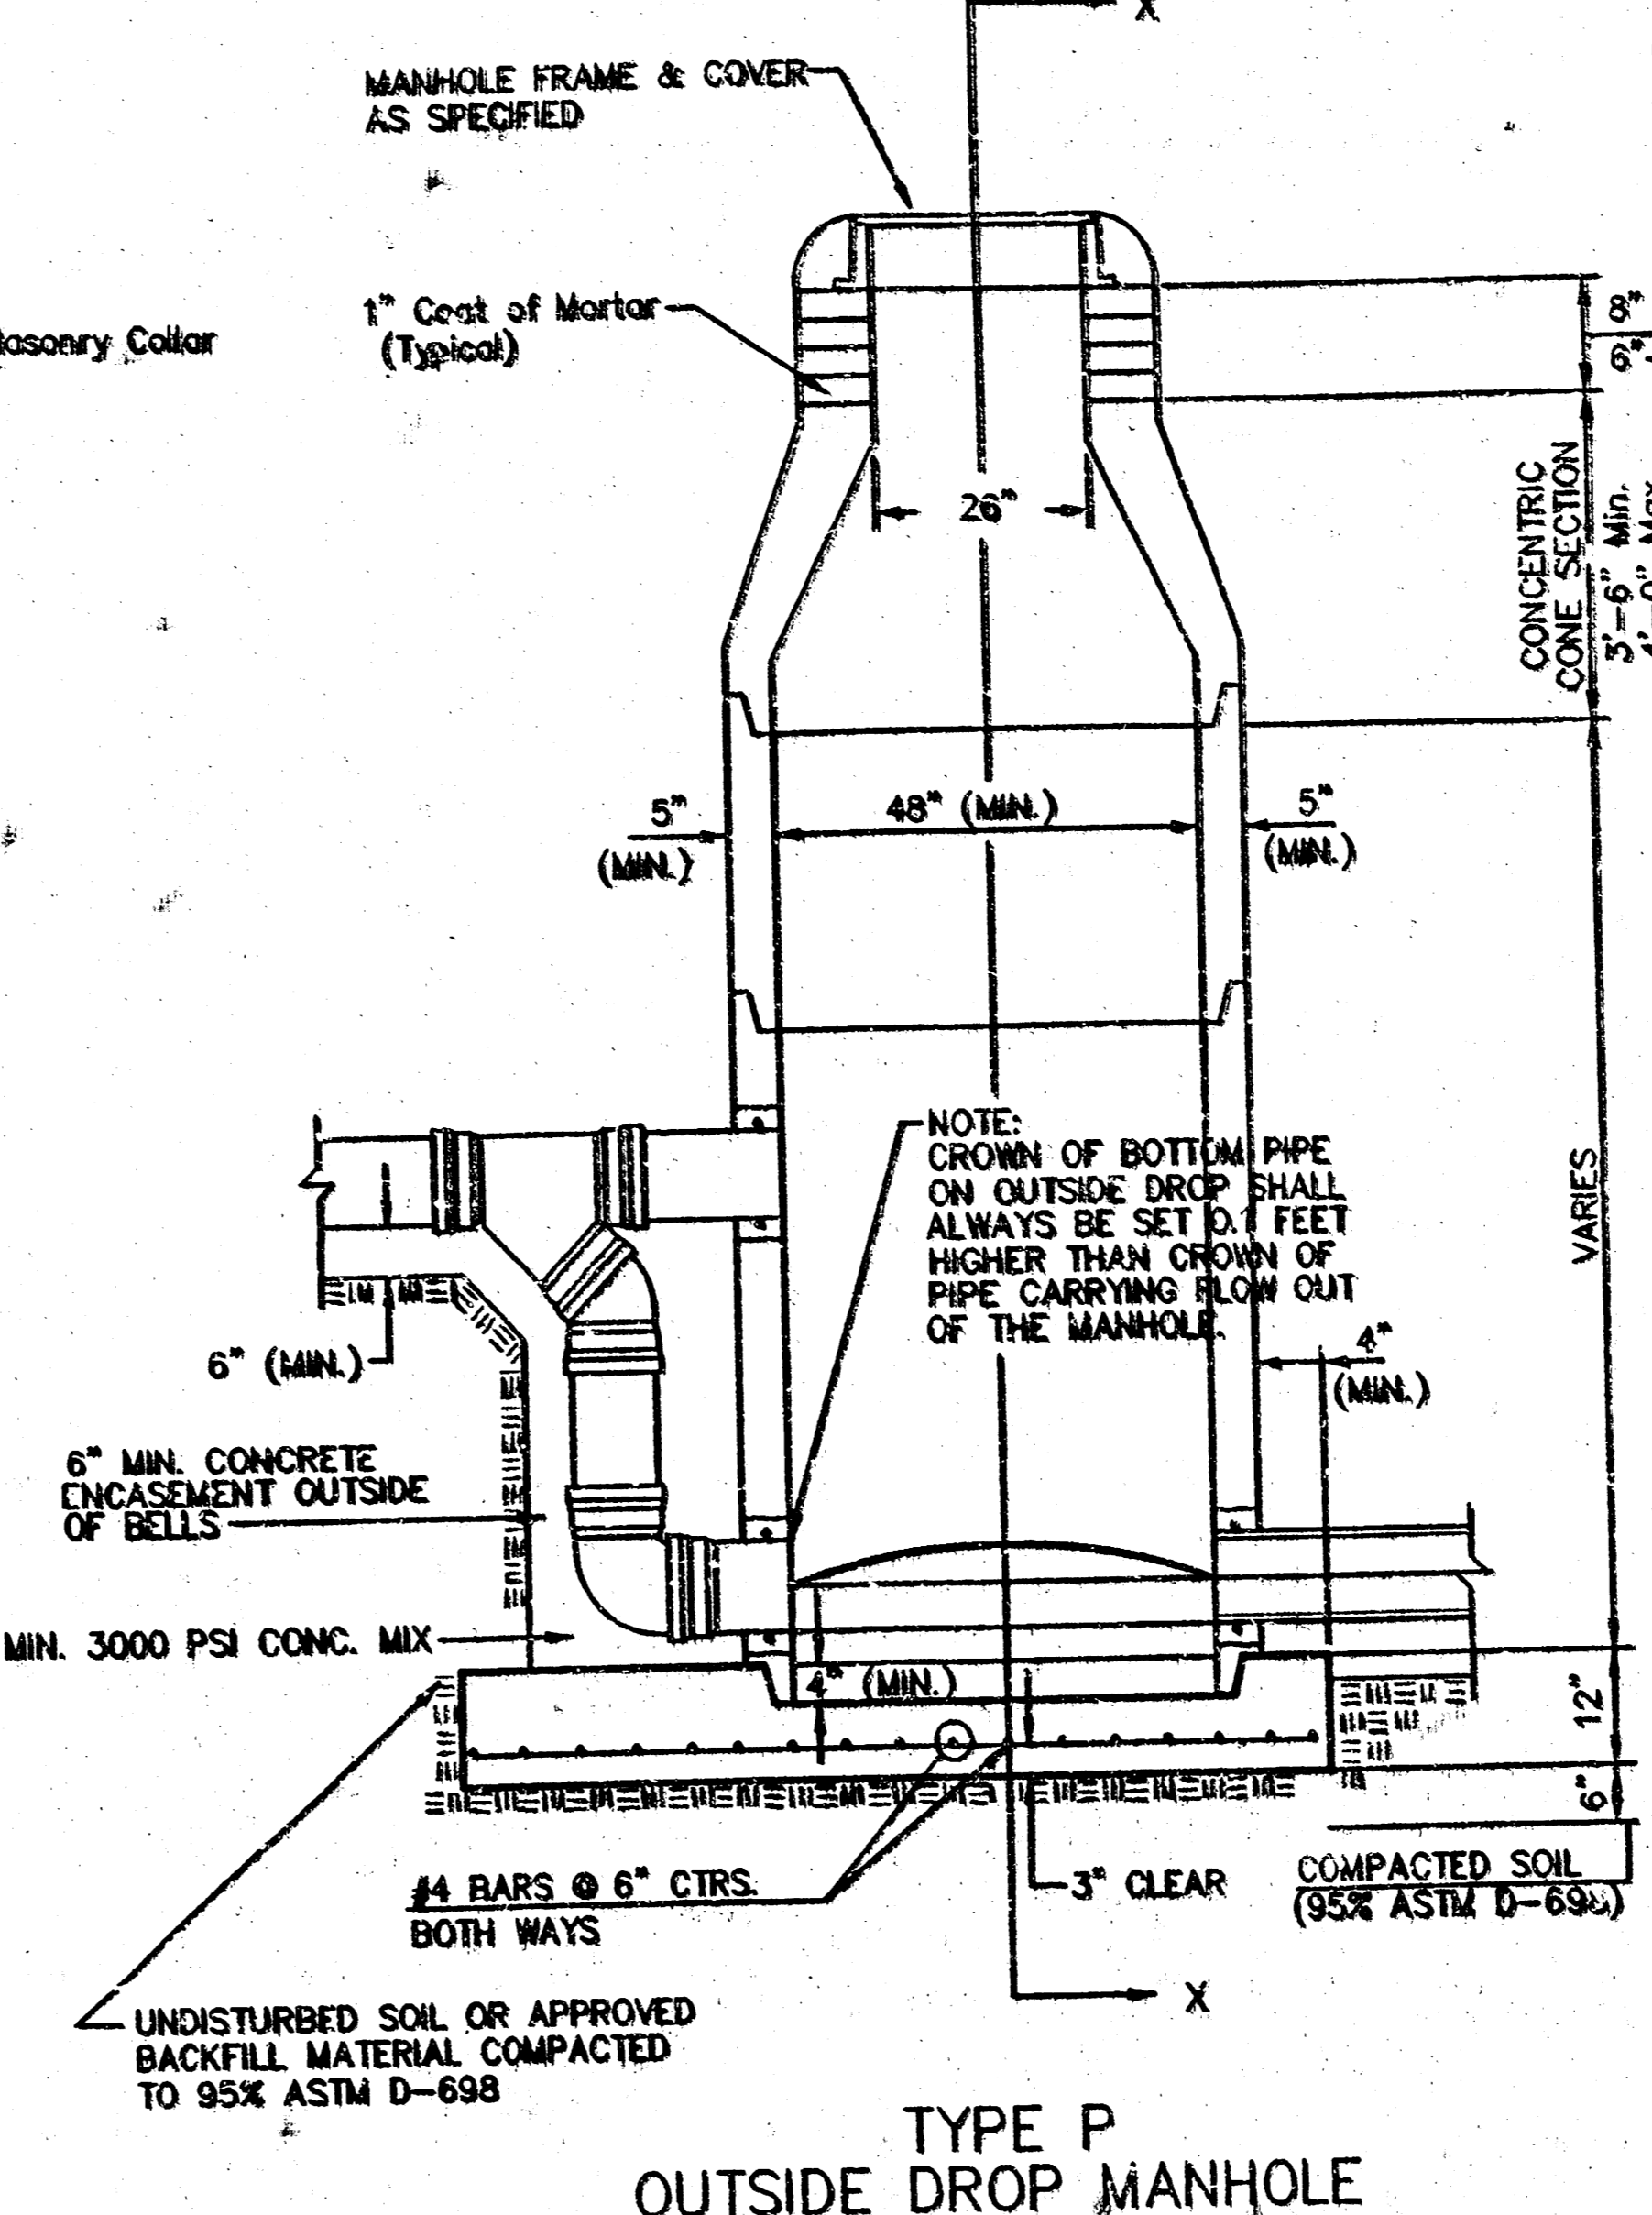 X
MANHOLE FRAME & COVER
AS SPECIFIED
1" Coat of Mortar
(Typical)
Collar
8"
6"
26"
CONCENTRIC
CONE SECTION
3'-6" Min.
5"
(MIN.)
48" (MIN.)
5"
(MIN.)
NOTE:
CROWN OF BOTTOM PIPE
ON OUTSIDE DROP SHALL
ALWAYS BE SET 0.1 FEET
HIGHER THAN CROWN OF
PIPE CARRYING FLOW OUT
OF THE MANHOLE.
VARIES
6" (MIN.)
4"
(MIN.)
6" MIN. CONCRETE
ENCASEMENT OUTSIDE
OF BELLS
MIN. 3000 PSI CONC. MIX
4" (MIN.)
12"
6"
#4 BARS @ 6" CTRS.
BOTH WAYS
3" CLEAR
COMPACTED SOIL
(95% ASTM D-698)
X
UNDISTURBED SOIL OR APPROVED
BACKFILL MATERIAL COMPACTED
TO 95% ASTM D-698
TYPE P
OUTSIDE DROP MANHOLE